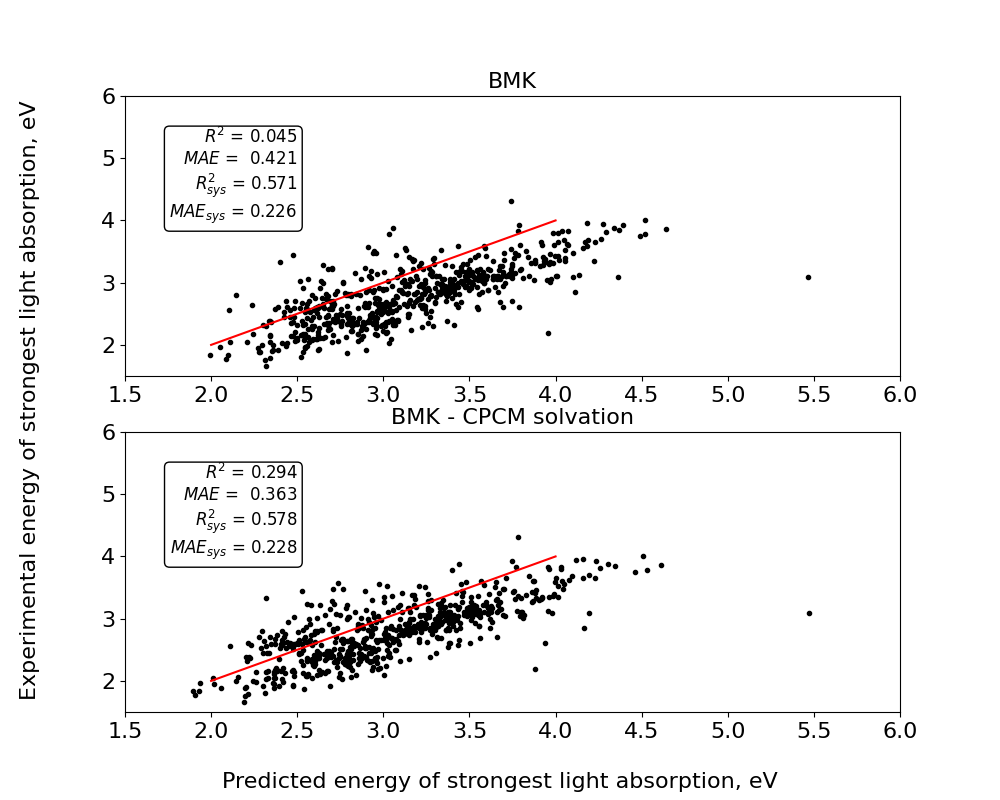 BMK
Experimental energy of strongest light absorption, eV
6
5
4
3
2
R² = 0.045
MAE = 0.421
R²sys = 0.571
MAEsys = 0.226
1.5 2.0 2.5 3.0 3.5 4.0 4.5 5.0 5.5 6.0
BMK - CPCM solvation
6
5
4
3
2
R² = 0.294
MAE = 0.363
R²sys = 0.578
MAEsys = 0.228
1.5 2.0 2.5 3.0 3.5 4.0 4.5 5.0 5.5 6.0
Predicted energy of strongest light absorption, eV